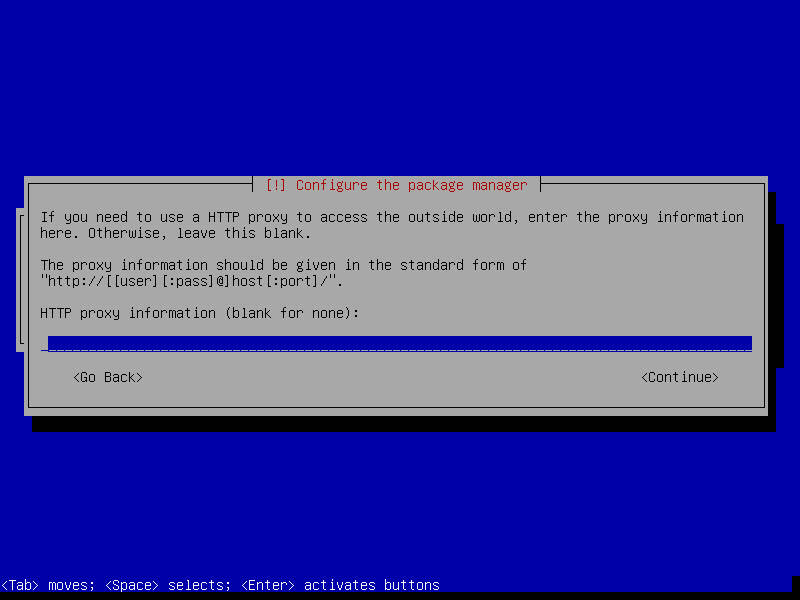 [!] Configure the package manager
If you need to use a HTTP proxy to access the outside world, enter the proxy information
here. Otherwise, leave this blank.
The proxy information should be given in the standard form of
"http://[[user][:pass]@]host[:port]/".
HTTP proxy information (blank for none):
<Go Back> <Continue>
<Tab> moves; <Space> selects; <Enter> activates buttons